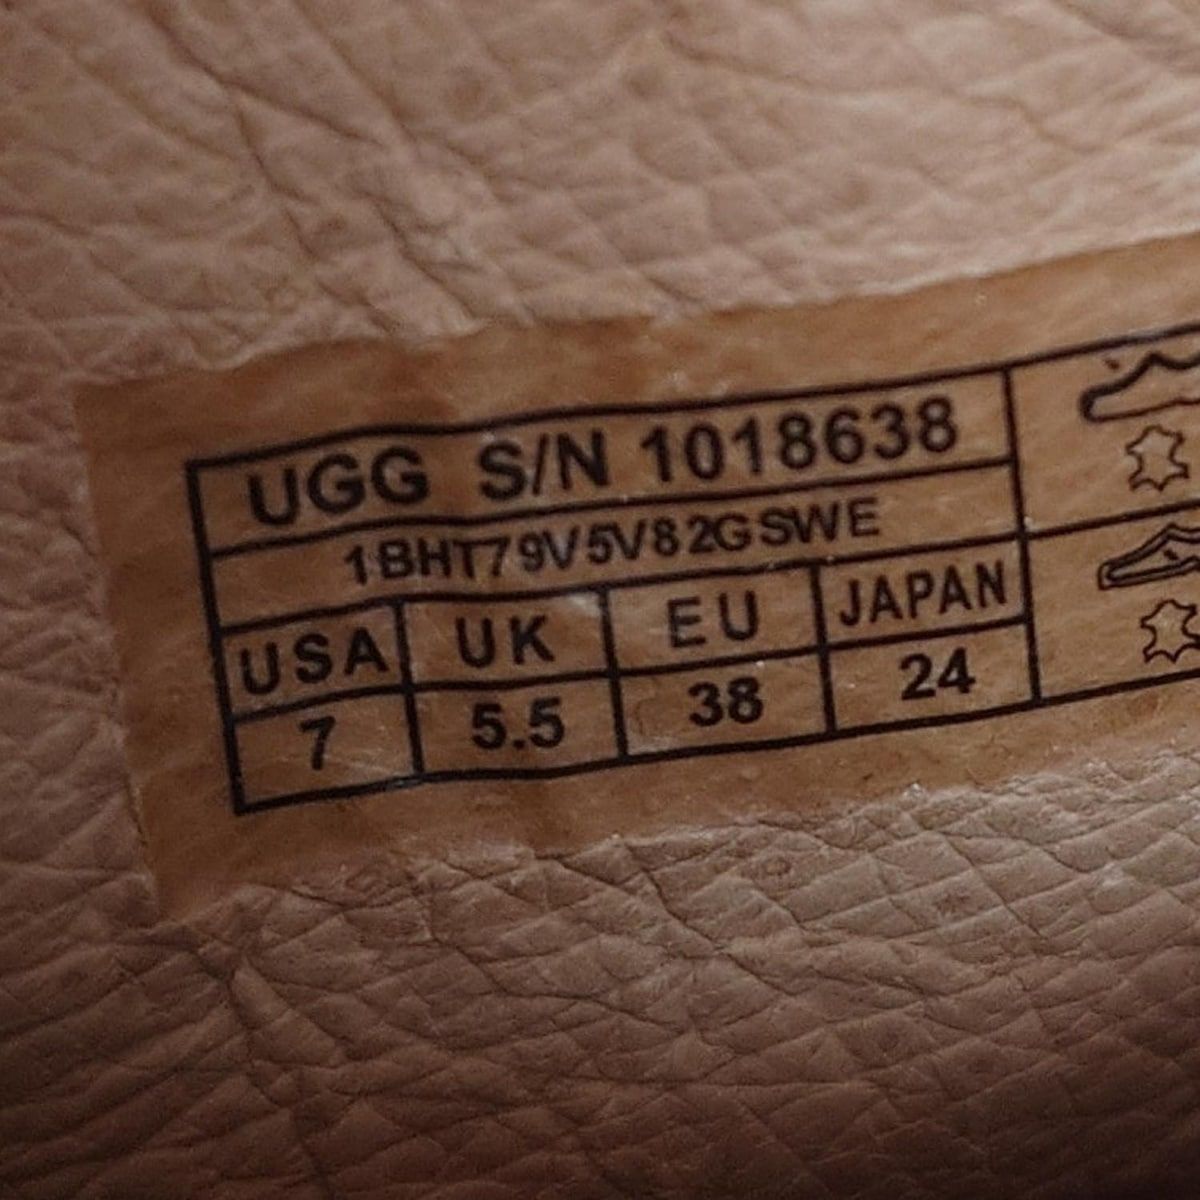 UGG S/N 1018638
1BHT79V5V82GSWE
USA UK EU JAPAN
7 5.5 38 24